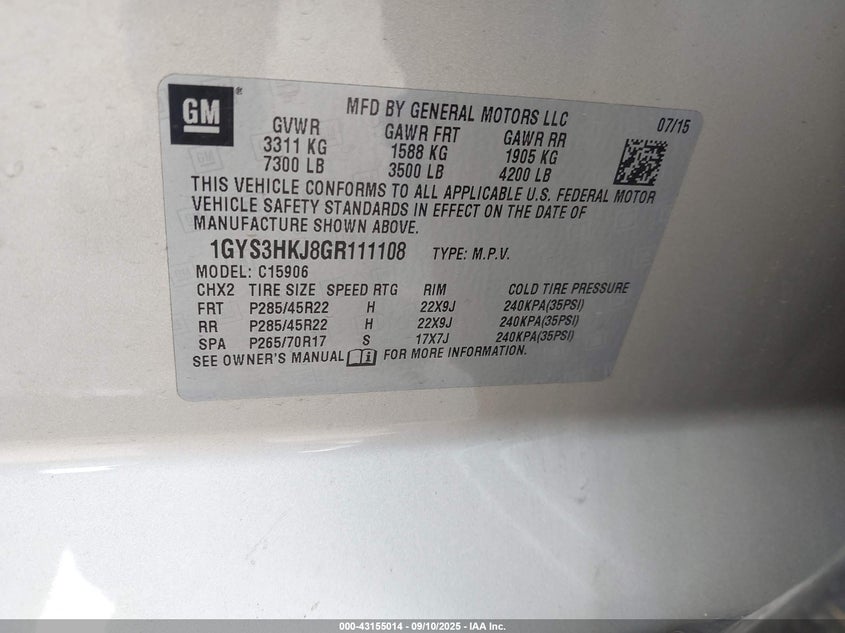 GM
MFD BY GENERAL MOTORS LLC
07/15
GVWR GAWR FRT GAWR RR
3311 KG 1588 KG 1905 KG
7300 LB 3500 LB 4200 LB
THIS VEHICLE CONFORMS TO ALL APPLICABLE U.S. FEDERAL MOTOR
VEHICLE SAFETY STANDARDS IN EFFECT ON THE DATE OF
MANUFACTURE SHOWN ABOVE.
1GYS3HKJ8GR111108 TYPE: M.P.V.
MODEL: C15906
CHX2 TIRE SIZE SPEED RTG RIM COLD TIRE PRESSURE
FRT P285/45R22 H 22X9J 240KPA(35PSI)
RR P285/45R22 H 22X9J 240KPA(35PSI)
SPA P265/70R17 S 17X7J 240KPA(35PSI)
SEE OWNER'S MANUAL FOR MORE INFORMATION.
000-43155014 - 09/10/2025 - IAA Inc.